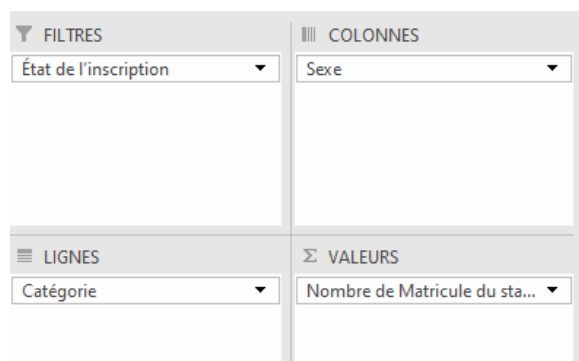 FILTRES
État de l'inscription
COLONNES
Sexe
LIGNES
Catégorie
Σ VALEURS
Nombre de Matricule du sta...